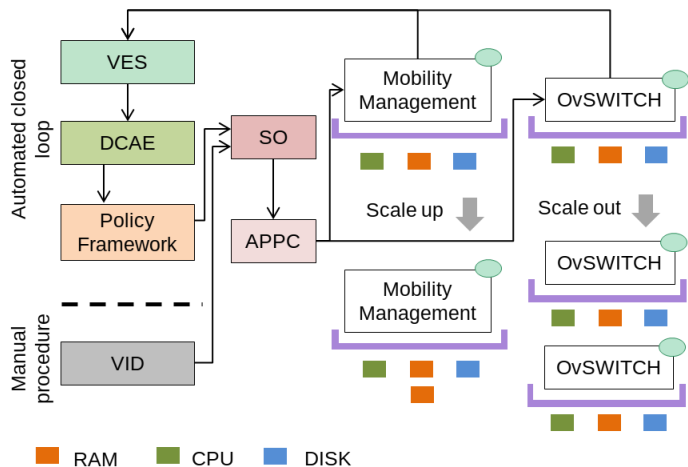 Automated closed
loop
VES
DCAE
Policy
Framework
SO
APPC
Mobility
Management
OvSWITCH
Scale up
Scale out
Mobility
Management
OvSWITCH
OvSWITCH
Manual
procedure
VID
RAM
CPU
DISK